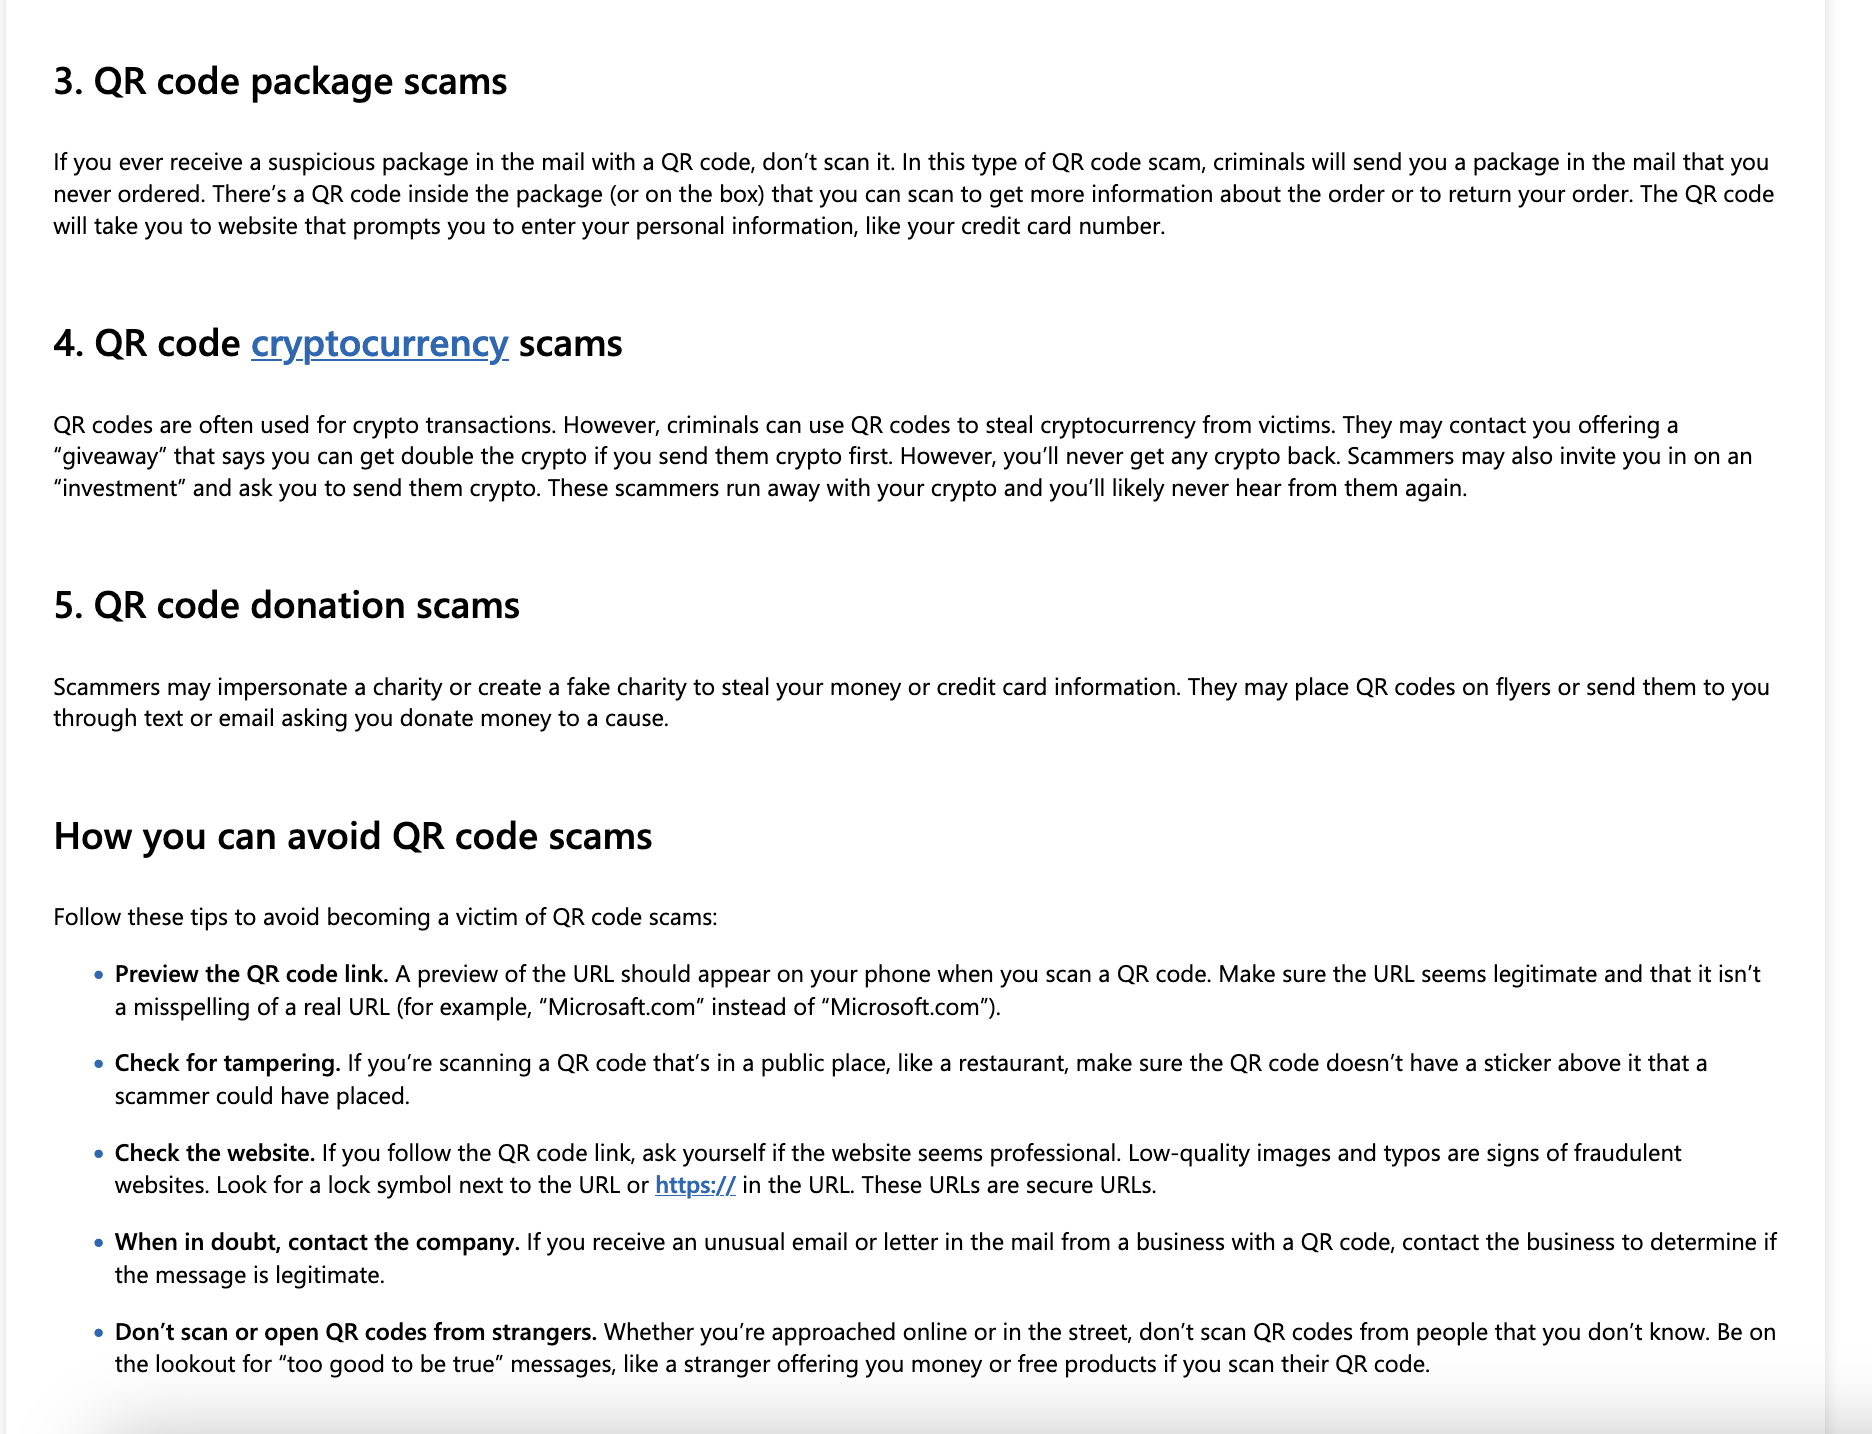 3. QR code package scams
If you ever receive a suspicious package in the mail with a QR code, don’t scan it. In this type of QR code scam, criminals will send you a package in the mail that you
never ordered. There’s a QR code inside the package (or on the box) that you can scan to get more information about the order or to return your order. The QR code
will take you to website that prompts you to enter your personal information, like your credit card number.
4. QR code cryptocurrency scams
QR codes are often used for crypto transactions. However, criminals can use QR codes to steal cryptocurrency from victims. They may contact you offering a
“giveaway” that says you can get double the crypto if you send them crypto first. However, you’ll never get any crypto back. Scammers may also invite you in on an
“investment” and ask you to send them crypto. These scammers run away with your crypto and you’ll likely never hear from them again.
5. QR code donation scams
Scammers may impersonate a charity or create a fake charity to steal your money or credit card information. They may place QR codes on flyers or send them to you
through text or email asking you donate money to a cause.
How you can avoid QR code scams
Follow these tips to avoid becoming a victim of QR code scams:
• Preview the QR code link. A preview of the URL should appear on your phone when you scan a QR code. Make sure the URL seems legitimate and that it isn’t
a misspelling of a real URL (for example, “Microsaft.com” instead of “Microsoft.com”).
• Check for tampering. If you’re scanning a QR code that’s in a public place, like a restaurant, make sure the QR code doesn’t have a sticker above it that a
scammer could have placed.
• Check the website. If you follow the QR code link, ask yourself if the website seems professional. Low-quality images and typos are signs of fraudulent
websites. Look for a lock symbol next to the URL or https:// in the URL. These URLs are secure URLs.
• When in doubt, contact the company. If you receive an unusual email or letter in the mail from a business with a QR code, contact the business to determine if
the message is legitimate.
• Don’t scan or open QR codes from strangers. Whether you’re approached online or in the street, don’t scan QR codes from people that you don’t know. Be on
the lookout for “too good to be true” messages, like a stranger offering you money or free products if you scan their QR code.